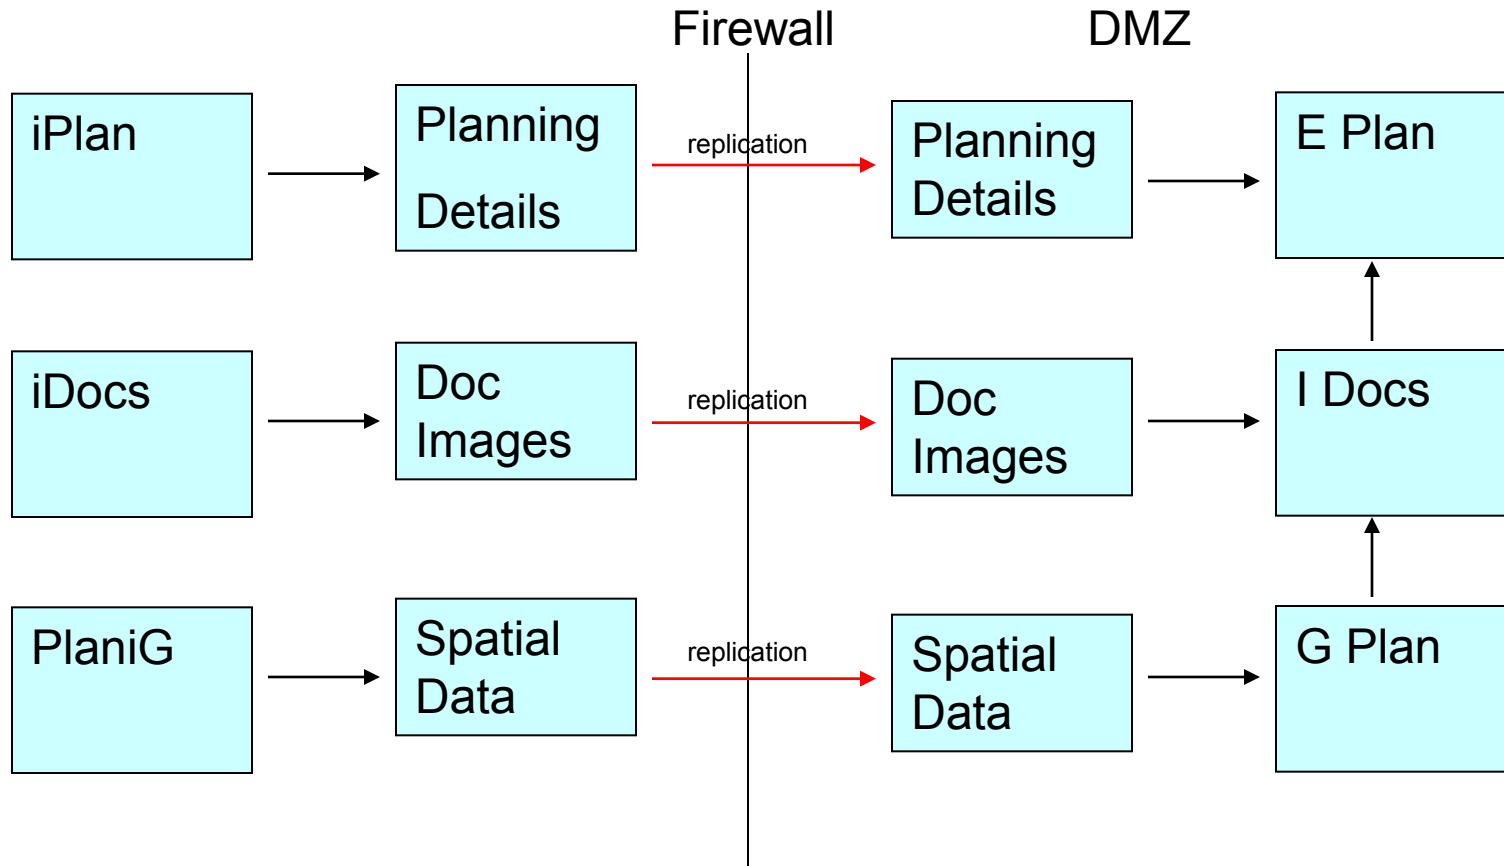 Firewall
DMZ
iPlan
Planning
Details
replication
Planning
Details
E Plan
iDocs
Doc
Images
replication
Doc
Images
I Docs
PlaniG
Spatial
Data
replication
Spatial
Data
G Plan